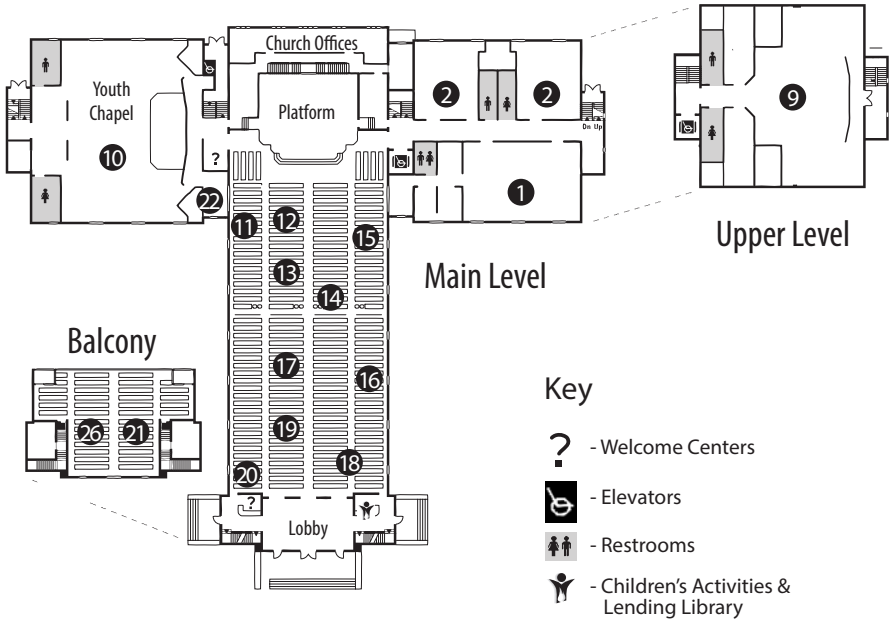 Church Offices
Youth
Chapel
Platform
2
2
9
Dn Up
10
?
1
22
11
12
15
Upper Level
13
Main Level
14
Balcony
17
16
Key
26
21
19
?
- Welcome Centers
18
20
- Elevators
?
Lobby
- Restrooms
- Children's Activities &
Lending Library